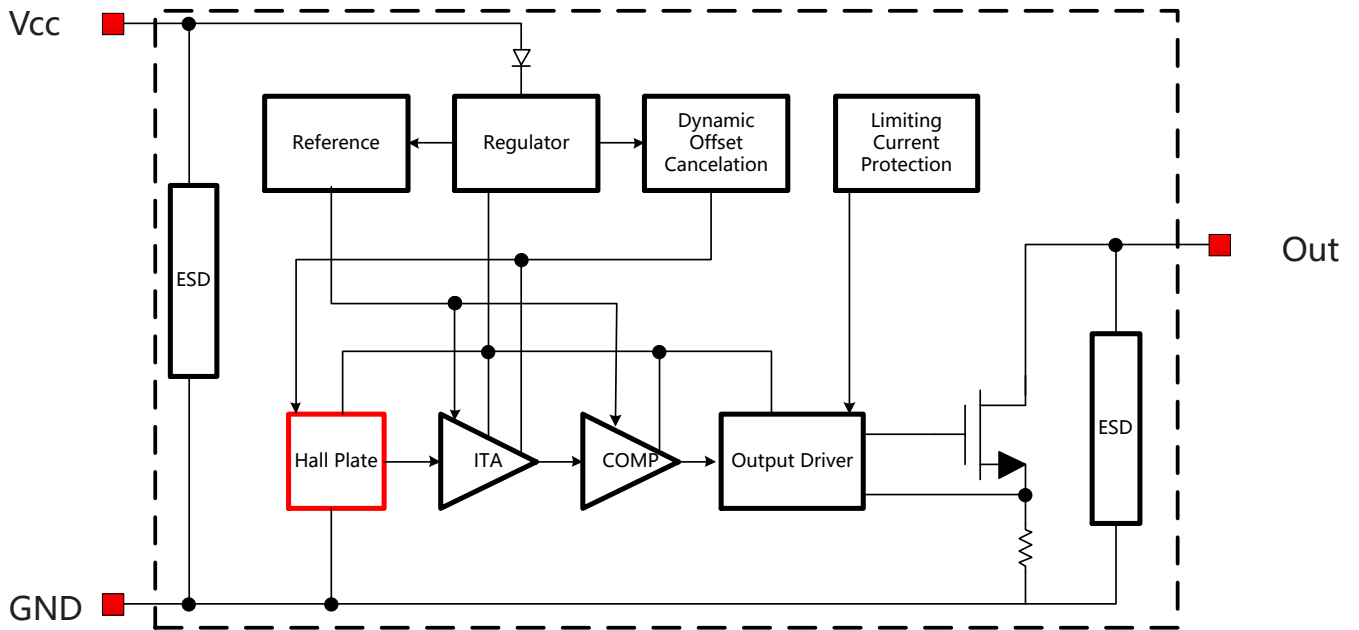 Vcc
Reference
Regulator
Dynamic
Offset
Cancelation
Limiting
Current
Protection
ESD
Out
Hall Plate
ITA
COMP
Output Driver
ESD
GND